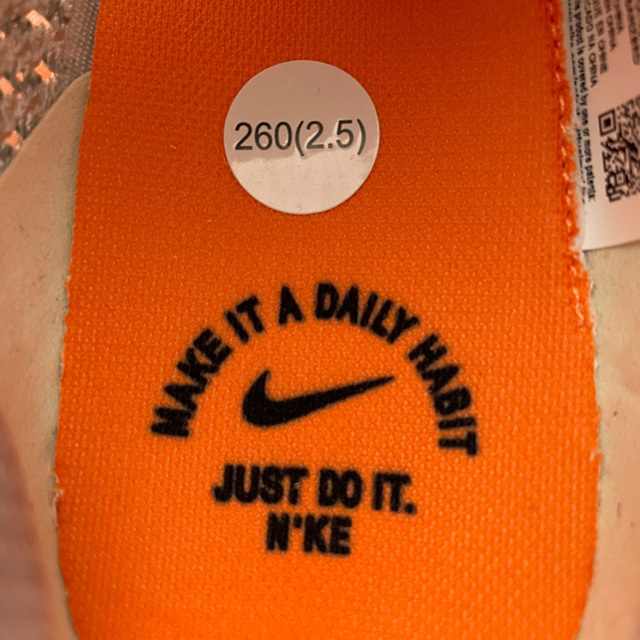 260(2.5)
MAKE IT A DAILY HABIT
JUST DO IT.
N'KE